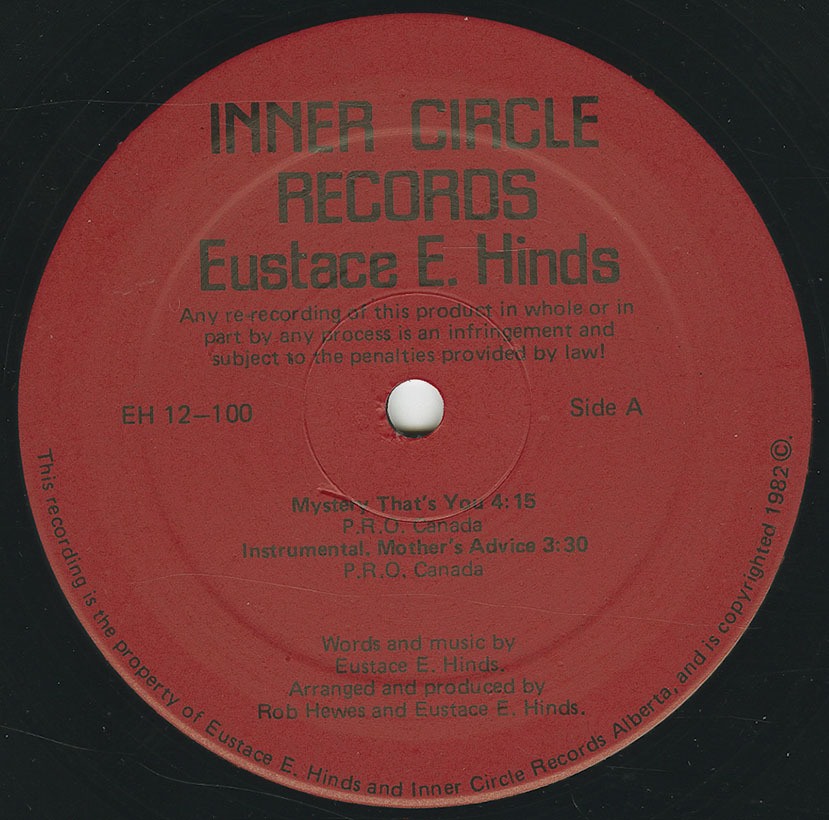 INNER CIRCLE
RECORDS
Eustace E. Hinds
Any re-recording of this product in whole or in
part by any process is an infringement and
subject to the penalties provided by law!
EH 12–100
Side A
Mystery That's You 4:15
P.R.O. Canada
Instrumental. Mother's Advice 3:30
P.R.O. Canada
Words and music by
Eustace E. Hinds.
Arranged and produced by
Rob Hewes and Eustace E. Hinds.
This recording is the property of Eustace E. Hinds and Inner Circle Records Alberta, and is copyrighted 1982 ©.